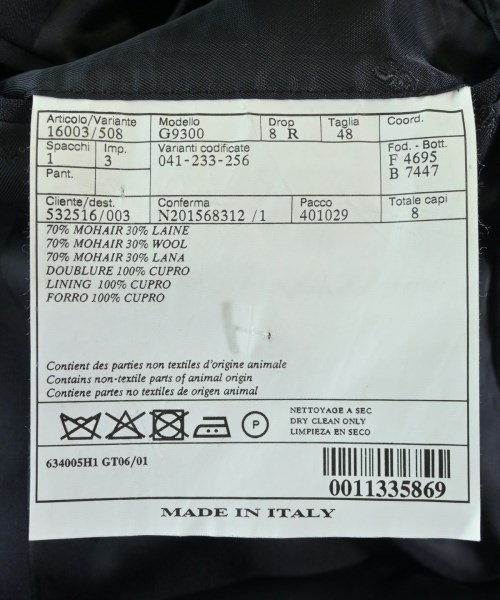 Articolo/Variante Modello Drop Taglia Coord.
16003/508 G9300 8 R 48
Spacchi Imp. Varianti codificate Fod. - Bott.
1 3 041-233-256 F 4695
Pant. B 7447
Cliente/dest. Conferma Pacco Totale capi
532516/003 N201568312 /1 401029 8
70% MOHAIR 30% LAINE
70% MOHAIR 30% WOOL
70% MOHAIR 30% LANA
DOUBLURE 100% CUPRO
LINING 100% CUPRO
FORRO 100% CUPRO
Contient des parties non textiles d'origine animale
Contains non-textile parts of animal origin
Contiene partes no textiles de origen animal
P
NETTOYAGE A SEC
DRY CLEAN ONLY
LIMPIEZA EN SECO
634005H1 GT06/01
0011335869
MADE IN ITALY